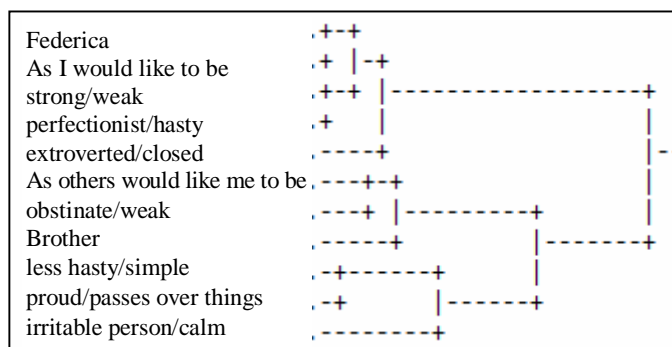 Federica
As I would like to be
strong/weak
perfectionist/hasty
extroverted/closed
As others would like me to be
obstinate/weak
Brother
less hasty/simple
proud/passes over things
irritable person/calm